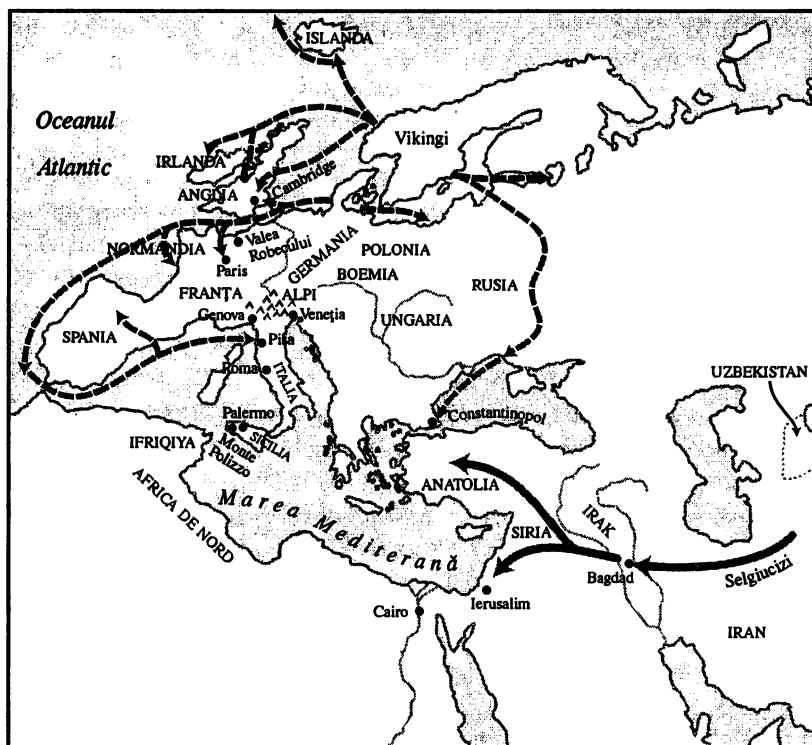 ISLANDA
Oceanul
Atlantic
Vikingi
IRLANDA
ANGLIA
Cambridge
NORMANDIA
Valea
Robecului
Paris
GERMANIA
POLONIA
BOEMIA
RUSIA
FRANȚA
ALPI
Genova
Veneția
UNGARIA
SPANIA
Pisa
Roma
ITALIA
UZBEKISTAN
Constantinopol
Palermo
SICILIA
Monte
Polizzo
IFRIQIYA
AFRICA DE NORD
Marea Mediterană
ANATOLIA
SIRIA
IRAK
Bagdad
Selgiucizi
Cairo
Ierusalim
IRAN